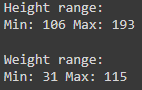 Height range:
Min: 106 Max: 193

Weight range:
Min: 31 Max: 115